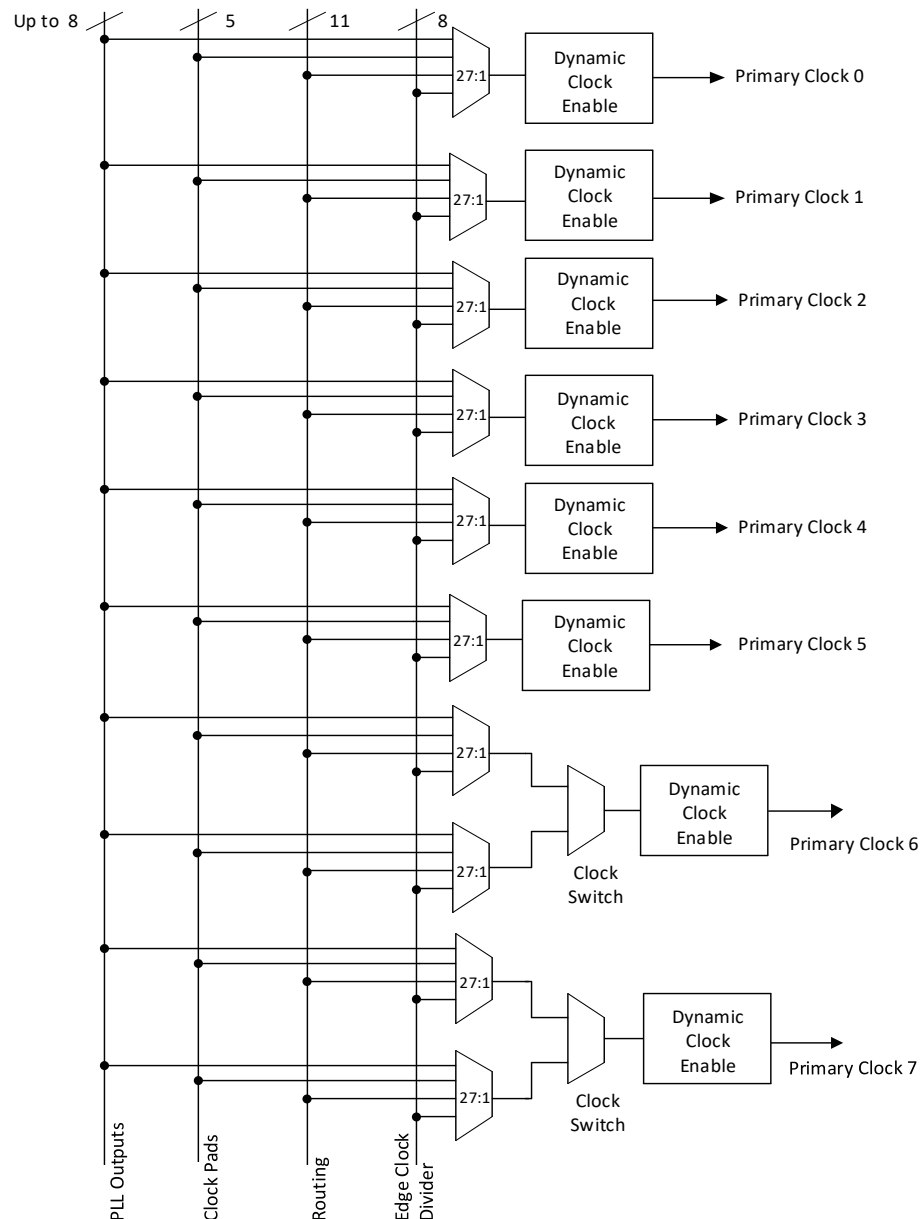 Up to 8
5
11
8
27:1
Dynamic
Clock
Enable
Primary Clock 0
27:1
Dynamic
Clock
Enable
Primary Clock 1
27:1
Dynamic
Clock
Enable
Primary Clock 2
27:1
Dynamic
Clock
Enable
Primary Clock 3
27:1
Dynamic
Clock
Enable
Primary Clock 4
27:1
Dynamic
Clock
Enable
Primary Clock 5
27:1
27:1
Clock
Switch
Dynamic
Clock
Enable
Primary Clock 6
27:1
27:1
Clock
Switch
Dynamic
Clock
Enable
Primary Clock 7
PLL Outputs
Clock Pads
Routing
Edge Clock
Divider